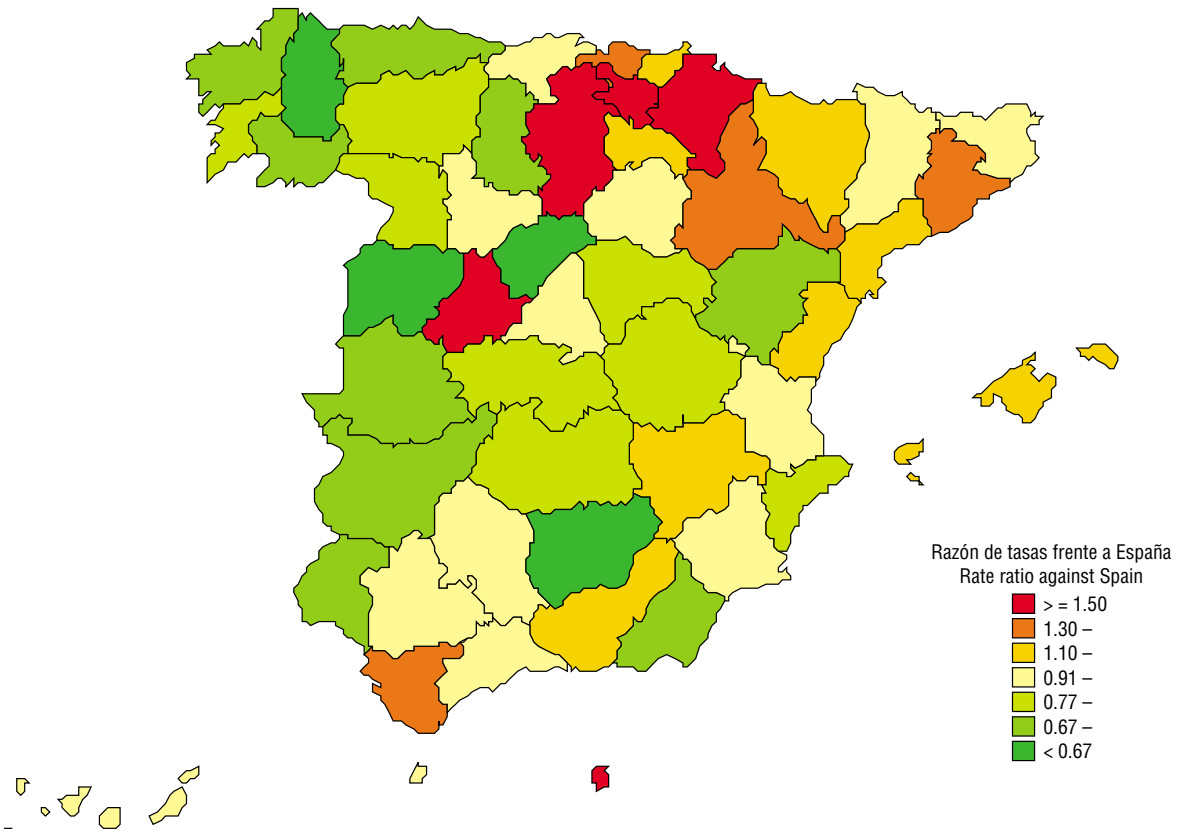 Razón de tasas frente a España
Rate ratio against Spain
> = 1.50
1.30 –
1.10 –
0.91 –
0.77 –
0.67 –
< 0.67